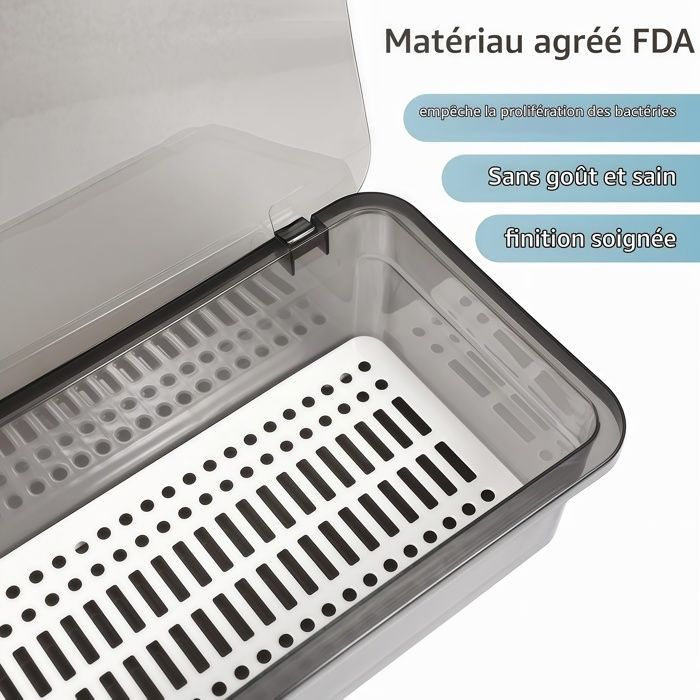 Matériau agréé FDA
empêche la prolifération des bactéries
Sans goût et sain
finition soignée